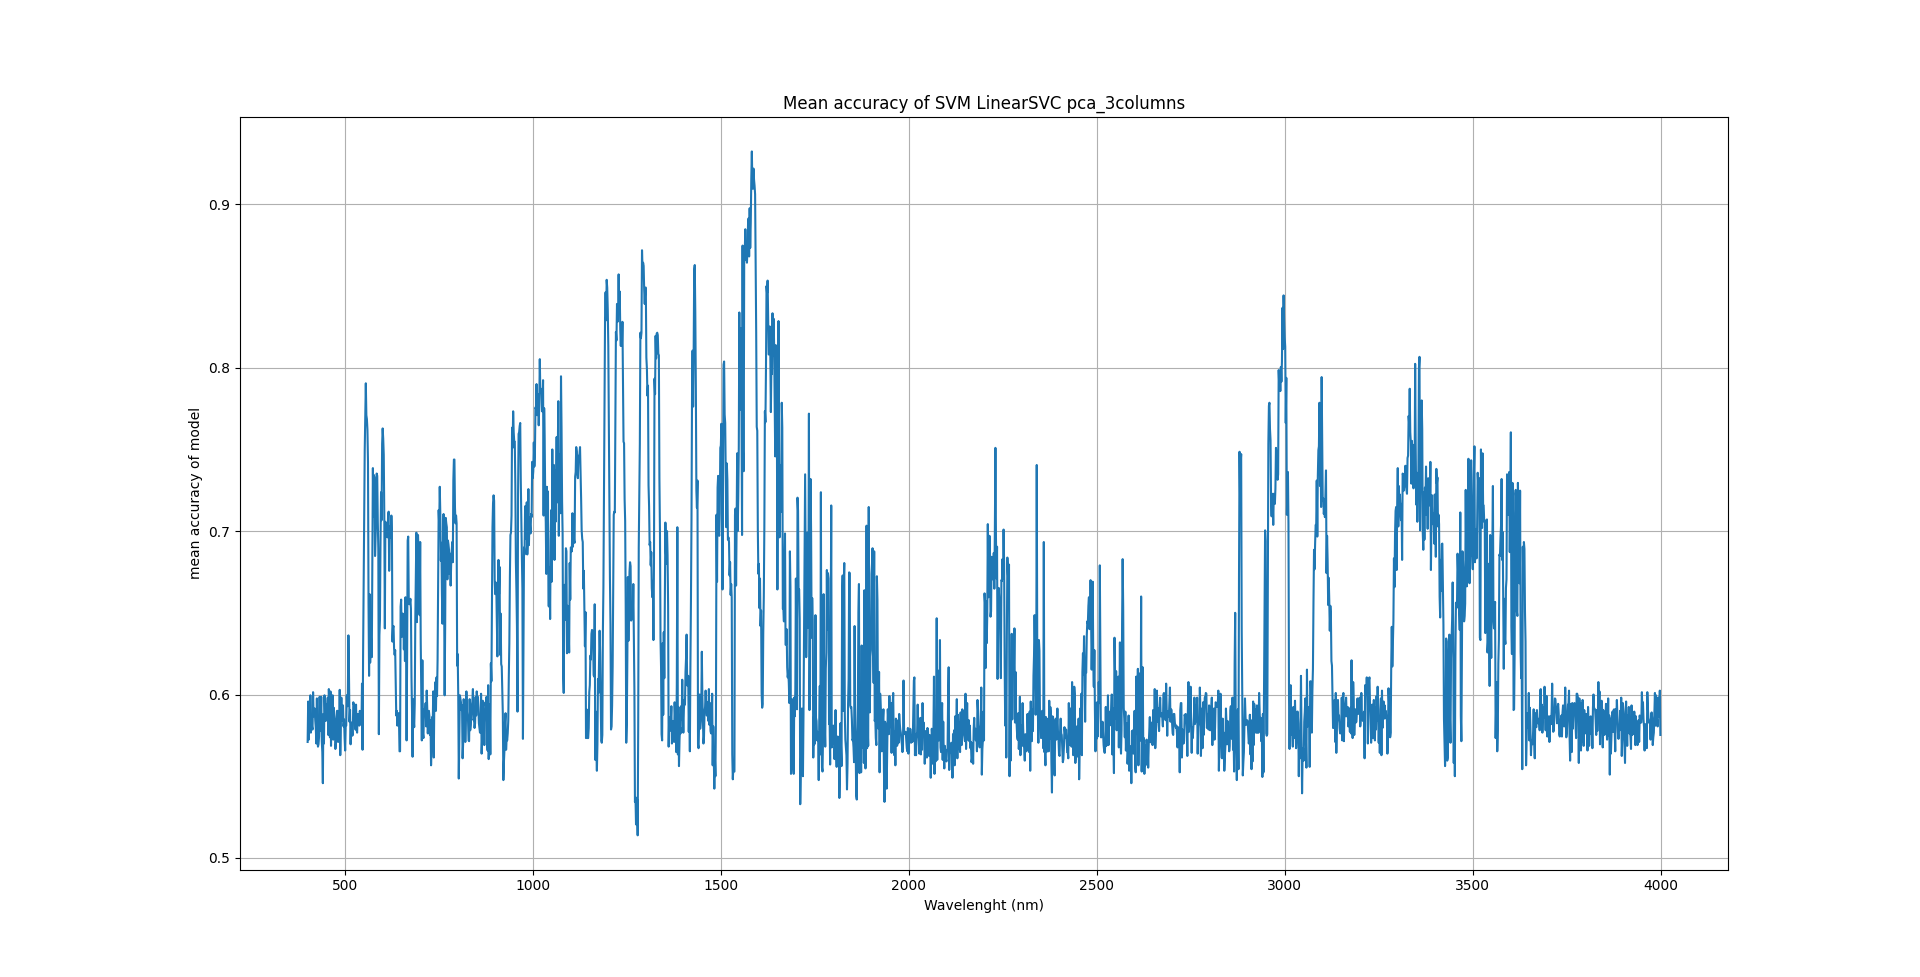 Mean accuracy of SVM LinearSVC pca_3columns
mean accuracy of model
0.9
0.8
0.7
0.6
0.5
500 1000 1500 2000 2500 3000 3500 4000
Wavelenght (nm)